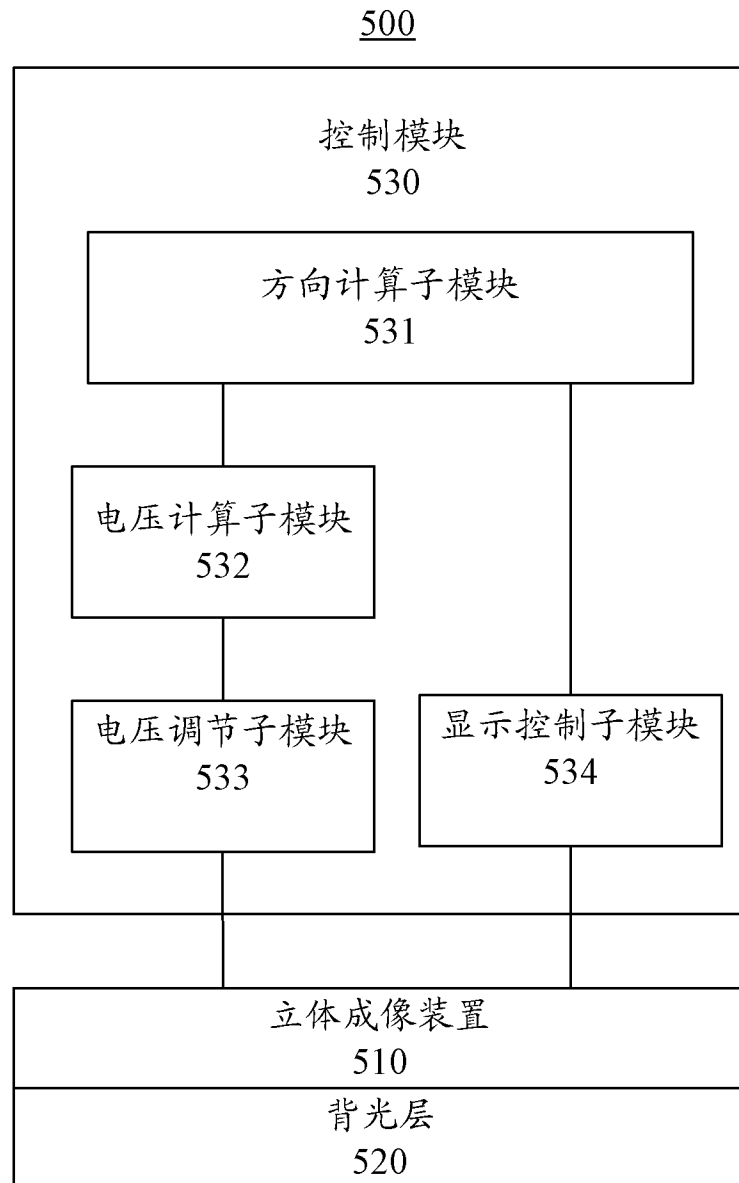 500
控制模块
530
方向计算子模块
531
电压计算子模块
532
电压调节子模块
533
显示控制子模块
534
立体成像装置
510
背光层
520